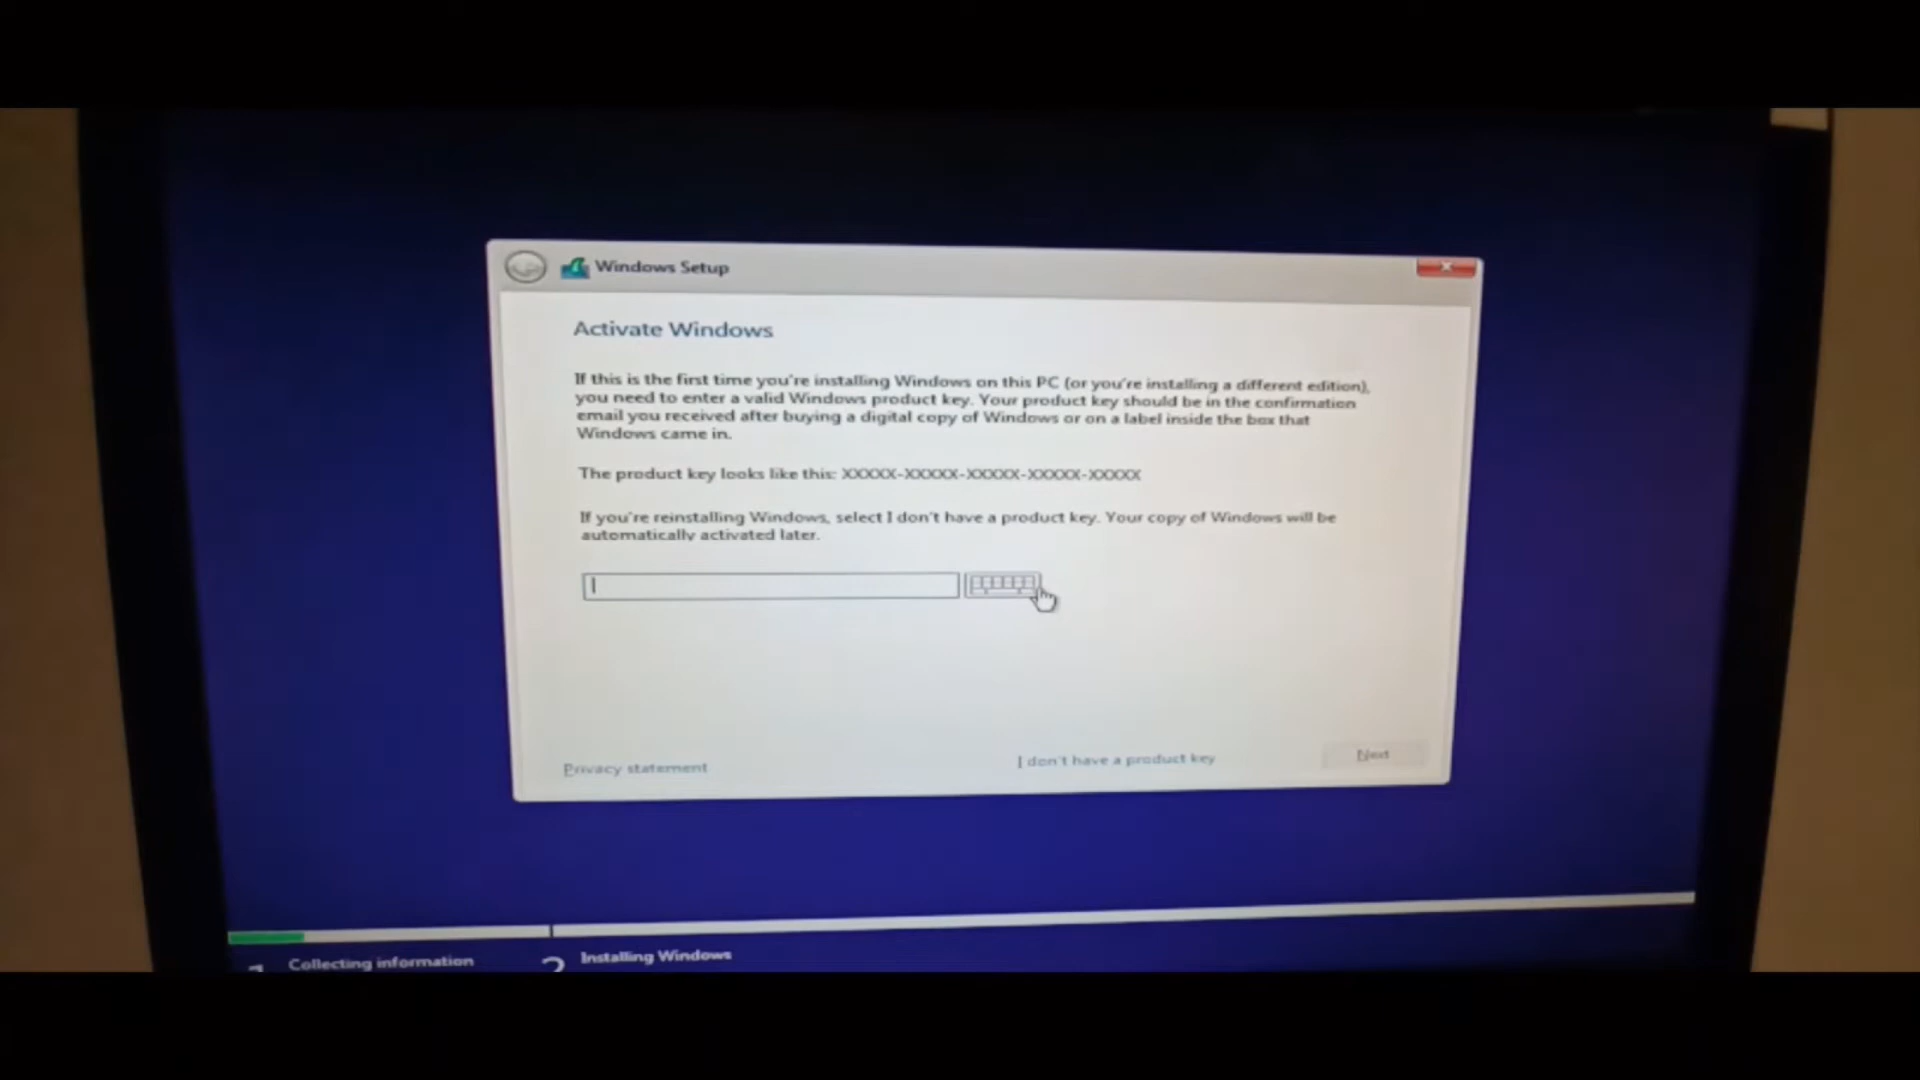 Windows Setup
Activate Windows
If this is the first time you're installing Windows on this PC (or you're installing a different edition),
you need to enter a valid Windows product key. Your product key should be in the confirmation
email you received after buying a digital copy of Windows or on a label inside the box that
Windows came in.
The product key looks like this: XXXXX-XXXXX-XXXXX-XXXXX-XXXXX
If you're reinstalling Windows, select I don't have a product key. Your copy of Windows will be
automatically activated later.
Privacy statement
I don't have a product key
Next
1 Collecting information
2 Installing Windows